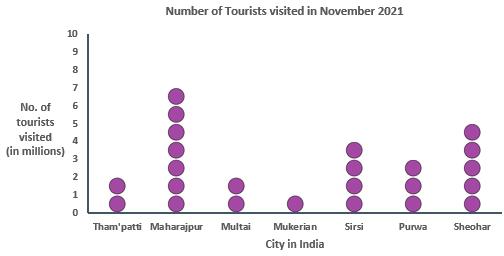 Number of Tourists visited in November 2021
10
9
8
7
6
5
4
3
2
1
0
No. of
tourists
visited
(in millions)
Tham'patti Maharajpur Multai Mukerian Sirsi Purwa Sheohar
City in India